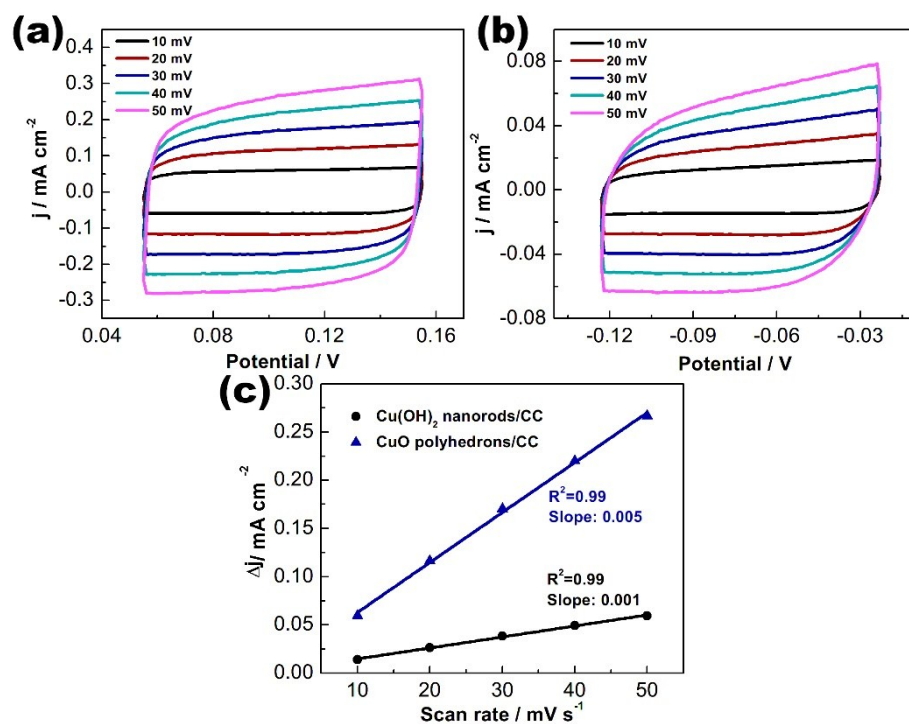 (a)
10 mV
20 mV
30 mV
40 mV
50 mV
0.4
0.3
0.2
0.1
0.0
-0.1
-0.2
-0.3
j / mA cm-2
0.04 0.08 0.12 0.16
Potential / V
(b)
10 mV
20 mV
30 mV
40 mV
50 mV
0.08
0.04
0.00
-0.04
-0.08
j / mA cm-2
-0.12 -0.09 -0.06 -0.03
Potential / V
(c)
Cu(OH)2 nanorods/CC
CuO polyhedrons/CC
0.30
0.25
0.20
0.15
0.10
0.05
0.00
Δj/ mA cm-2
R2=0.99
Slope: 0.005
R2=0.99
Slope: 0.001
10 20 30 40 50
Scan rate / mV s-1